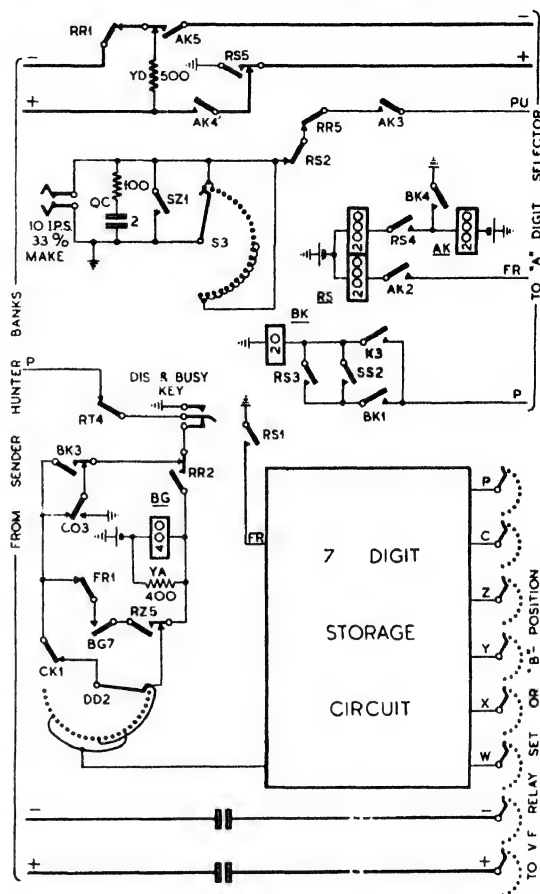 RR1
AK5
−
−
YD
500
RS5
+
+
AK4
RR5
AK3
PU
RS2
100
QC
2
SZ1
S3
10 I.P.S.
33 %
MAKE
BK4
200
RS4
AK
200
RS
200
AK2
FR
BK
20
K3
RS3
SS2
BK1
P
P
DIS & BUSY
KEY
RT4
RS1
BK3
RR2
BG
CO3
400
YA
400
FR1
RZ5
BG7
CK1
DD2
FR
7 DIGIT
STORAGE
CIRCUIT
P
C
Z
Y
X
W
−
−
+
+
FROM SENDER HUNTER BANKS
TO "A" DIGIT SELECTOR
TO V.F RELAY SET OR "B" POSITION